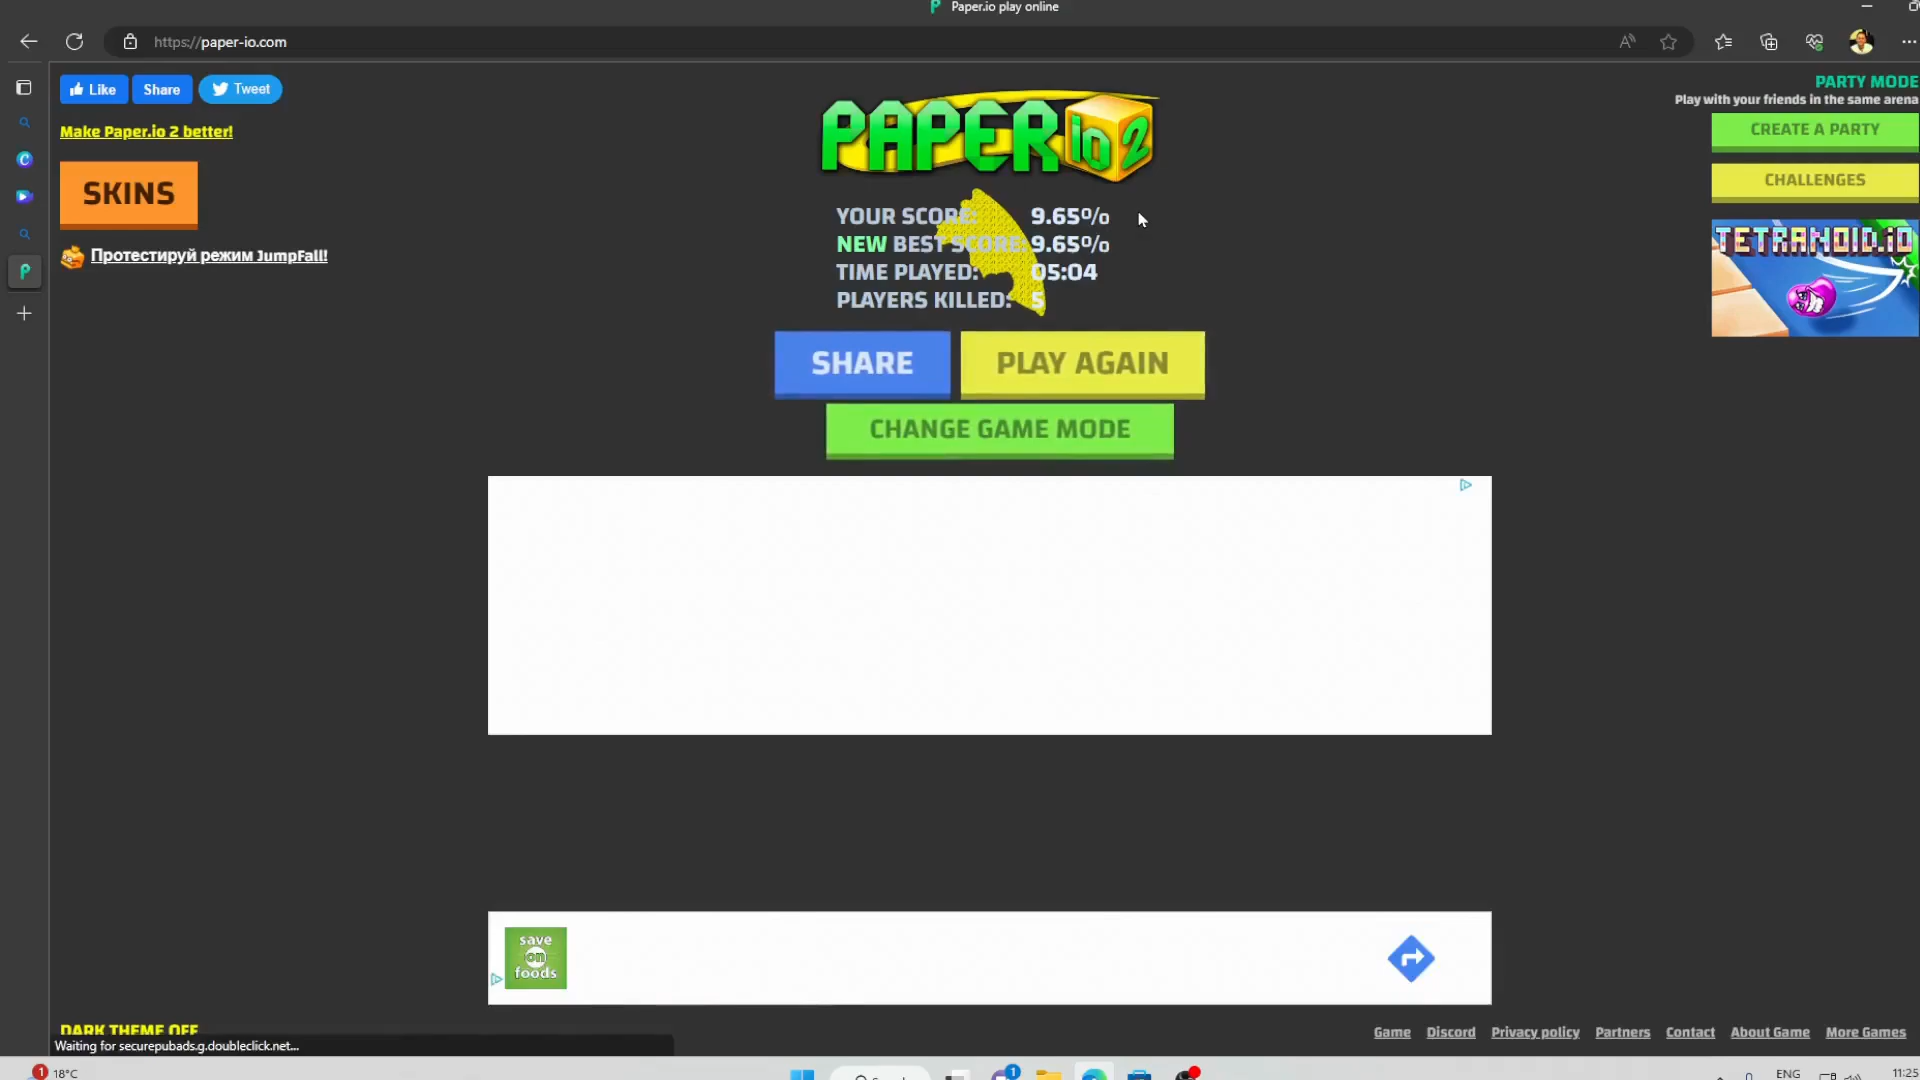 Paper.io play online
https://paper-io.com
Like Share Tweet
Make Paper.io 2 better!
SKINS
Протестируй режим JumpFall!
PAPER io 2
YOUR SCORE: 9.65%
NEW BEST SCORE: 9.65%
TIME PLAYED: 05:04
PLAYERS KILLED: 5
SHARE
PLAY AGAIN
CHANGE GAME MODE
PARTY MODE
Play with your friends in the same arena
CREATE A PARTY
CHALLENGES
TETRANOID.IO
save
on
foods
DARK THEME OFF
Waiting for securepubads.g.doubleclick.net...
Game Discord Privacy policy Partners Contact About Game More Games
1 18°C
1
ENG
11:25